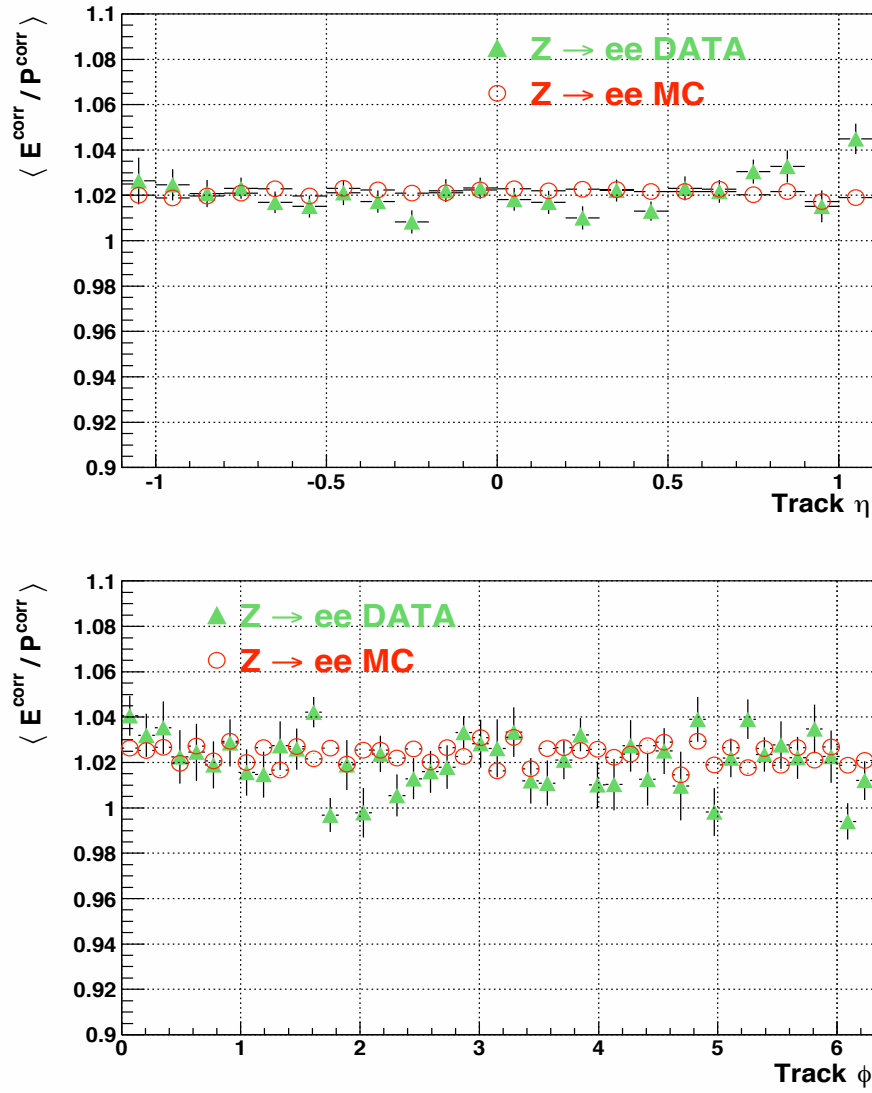 ⟨ E^corr / P^corr ⟩
1.1
1.08
1.06
1.04
1.02
1
0.98
0.96
0.94
0.92
0.9
Z → ee DATA
Z → ee MC
-1 -0.5 0 0.5 1
Track η
⟨ E^corr / P^corr ⟩
1.1
1.08
1.06
1.04
1.02
1
0.98
0.96
0.94
0.92
0.9
Z → ee DATA
Z → ee MC
0 1 2 3 4 5 6
Track ϕ